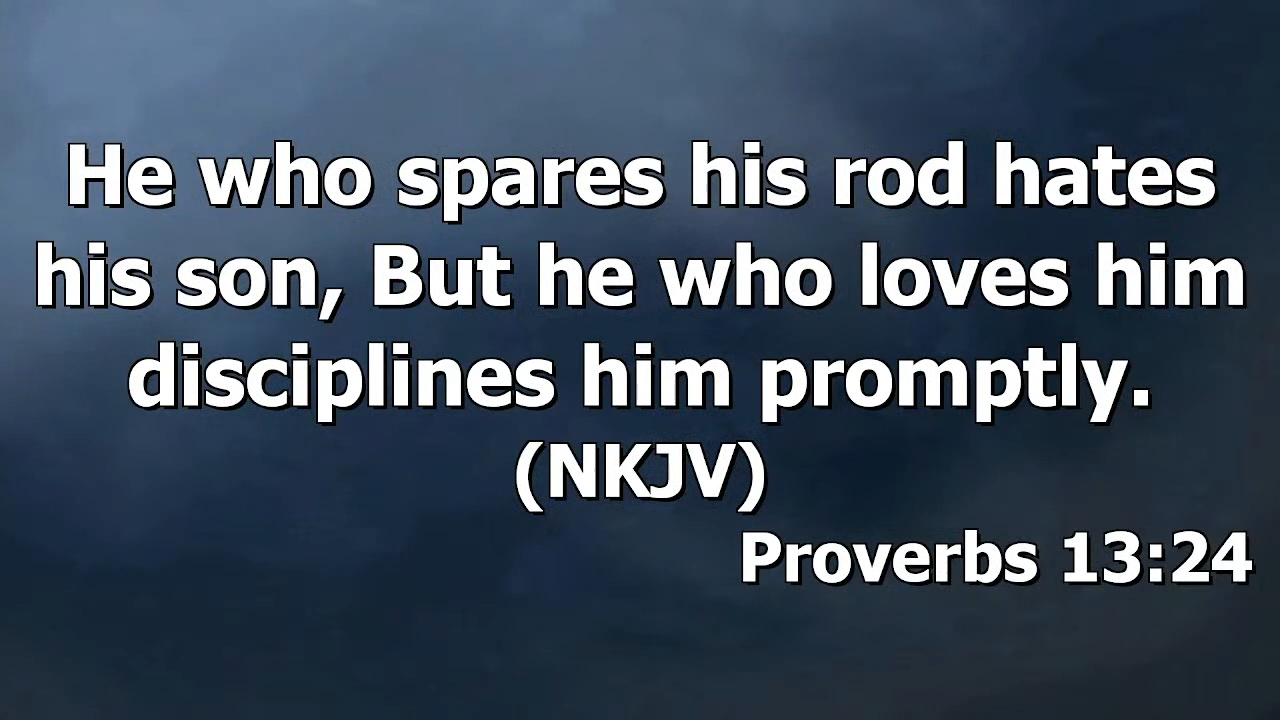 He who spares his rod hates
his son, But he who loves him
disciplines him promptly.
(NKJV)
Proverbs 13:24